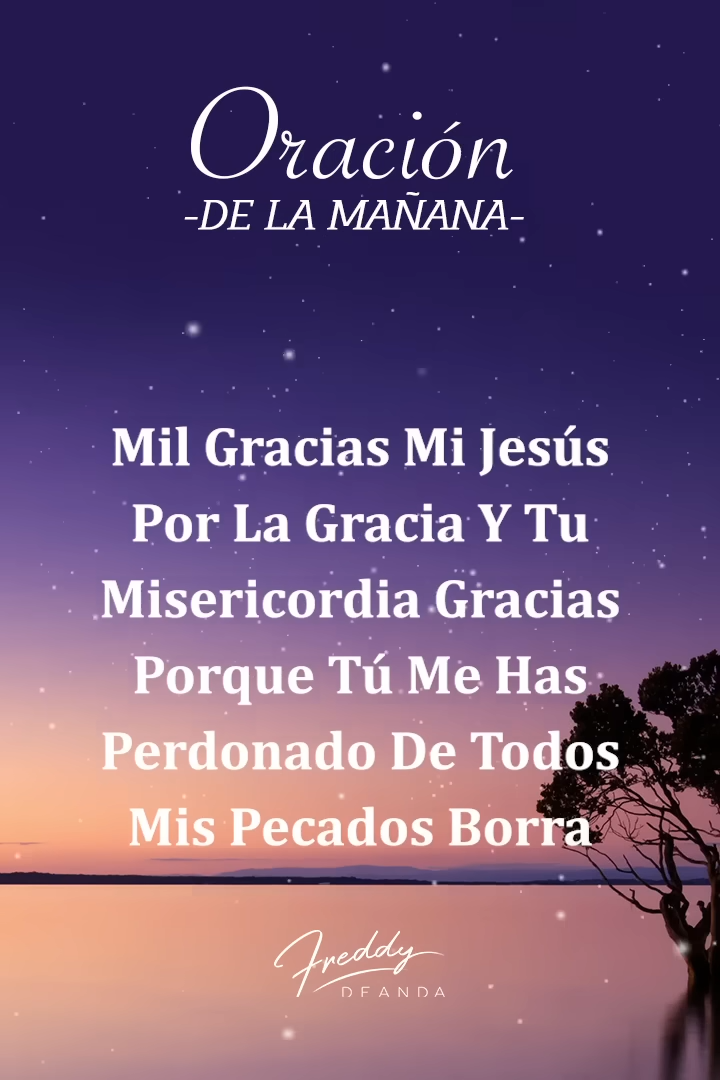 Oración
-DE LA MAÑANA-
Mil Gracias Mi Jesús
Por La Gracia Y Tu
Misericordia Gracias
Porque Tú Me Has
Perdonado De Todos
Mis Pecados Borra
Freddy
DEANDA